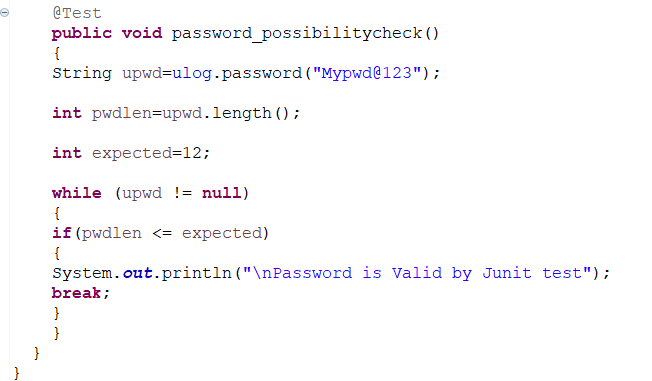 @Test
public void password_possibilitycheck()
{
String upwd=ulog.password("Mypwd@123");
int pwdlen=upwd.length();
int expected=12;
while (upwd != null)
{
if(pwdlen <= expected)
{
System.out.println("\nPassword is Valid by Junit test");
break;
}
}
}
}